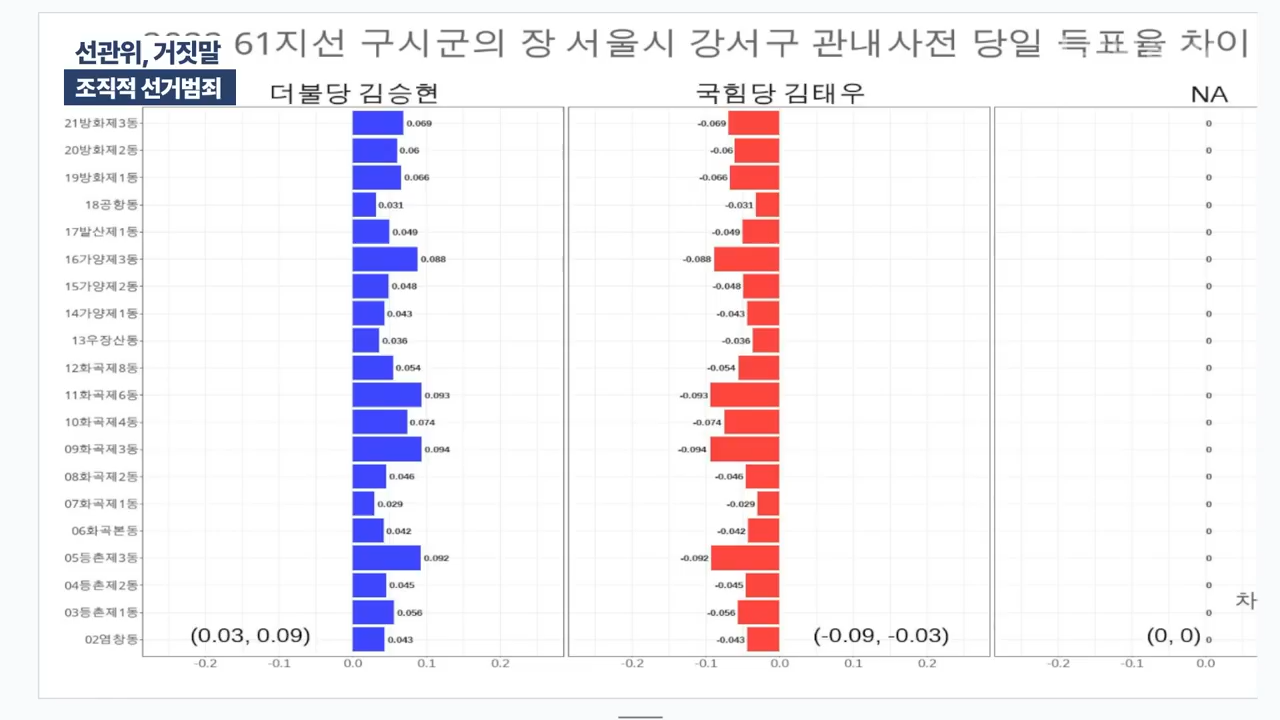 선관위, 거짓말
조직적 선거범죄
61지선 구시군의 장 서울시 강서구 관내사전 당일 득표율 차이
더불당 김승현
국힘당 김태우
NA
21방화제3동 0.069 -0.069 0
20방화제2동 0.06 -0.06 0
19방화제1동 0.066 -0.066 0
18공항동 0.031 -0.031 0
17발산제1동 0.049 -0.049 0
16가양제3동 0.088 -0.088 0
15가양제2동 0.048 -0.048 0
14가양제1동 0.043 -0.043 0
13우장산동 0.036 -0.036 0
12화곡제8동 0.054 -0.054 0
11화곡제6동 0.093 -0.093 0
10화곡제4동 0.074 -0.074 0
09화곡제3동 0.094 -0.094 0
08화곡제2동 0.046 -0.046 0
07화곡제1동 0.029 -0.029 0
06화곡본동 0.042 -0.042 0
05등촌제3동 0.092 -0.092 0
04등촌제2동 0.045 -0.045 0
03등촌제1동 0.056 -0.056 0
차
02염창동 (0.03, 0.09) 0.043 -0.043 (-0.09, -0.03) (0, 0) 0
-0.2 -0.1 0.0 0.1 0.2 -0.2 -0.1 0.0 0.1 0.2 -0.2 -0.1 0.0